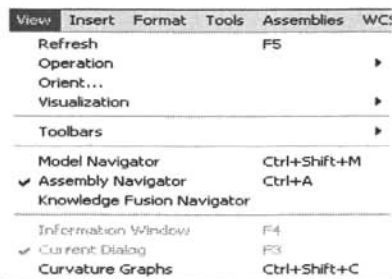 View Insert Format Tools Assemblies WCS
Refresh F5
Operation
Orient...
Visualization
Toolbars
Model Navigator Ctrl+Shift+M
Assembly Navigator Ctrl+A
Knowledge Fusion Navigator
Information Window F4
Current Dialog F3
Curvature Graphs Ctrl+Shift+C